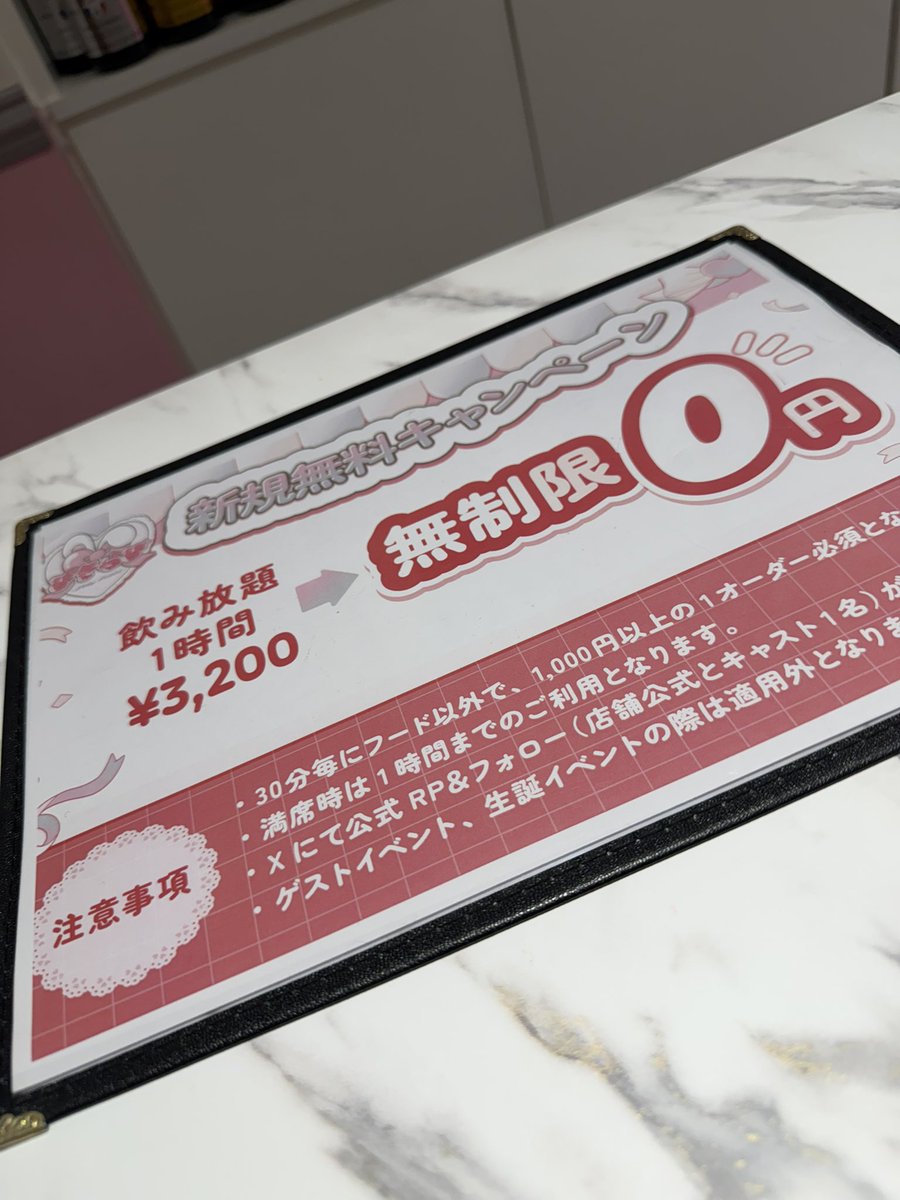 新規無料キャンペーン
飲み放題
1時間
¥3,200
無制限0円
注意事項
・30分毎にフード以外で、1,000円以上の1オーダー必須とな
・満席時は1時間までのご利用となります。
・Xにて公式RP&フォロー(店舗公式とキャスト1名)が
・ゲストイベント、生誕イベントの際は適用外となりま